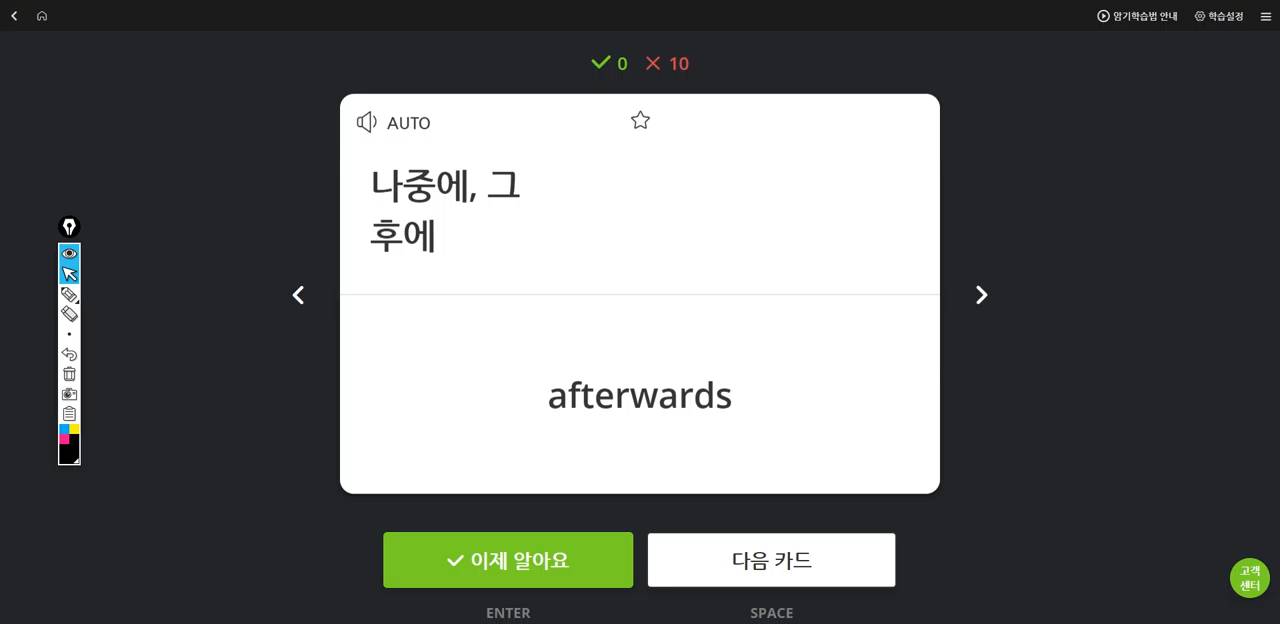 암기학습법 안내 학습설정
0 10
AUTO
나중에, 그
후에
afterwards
이제 알아요 다음 카드
ENTER SPACE
고객
센터